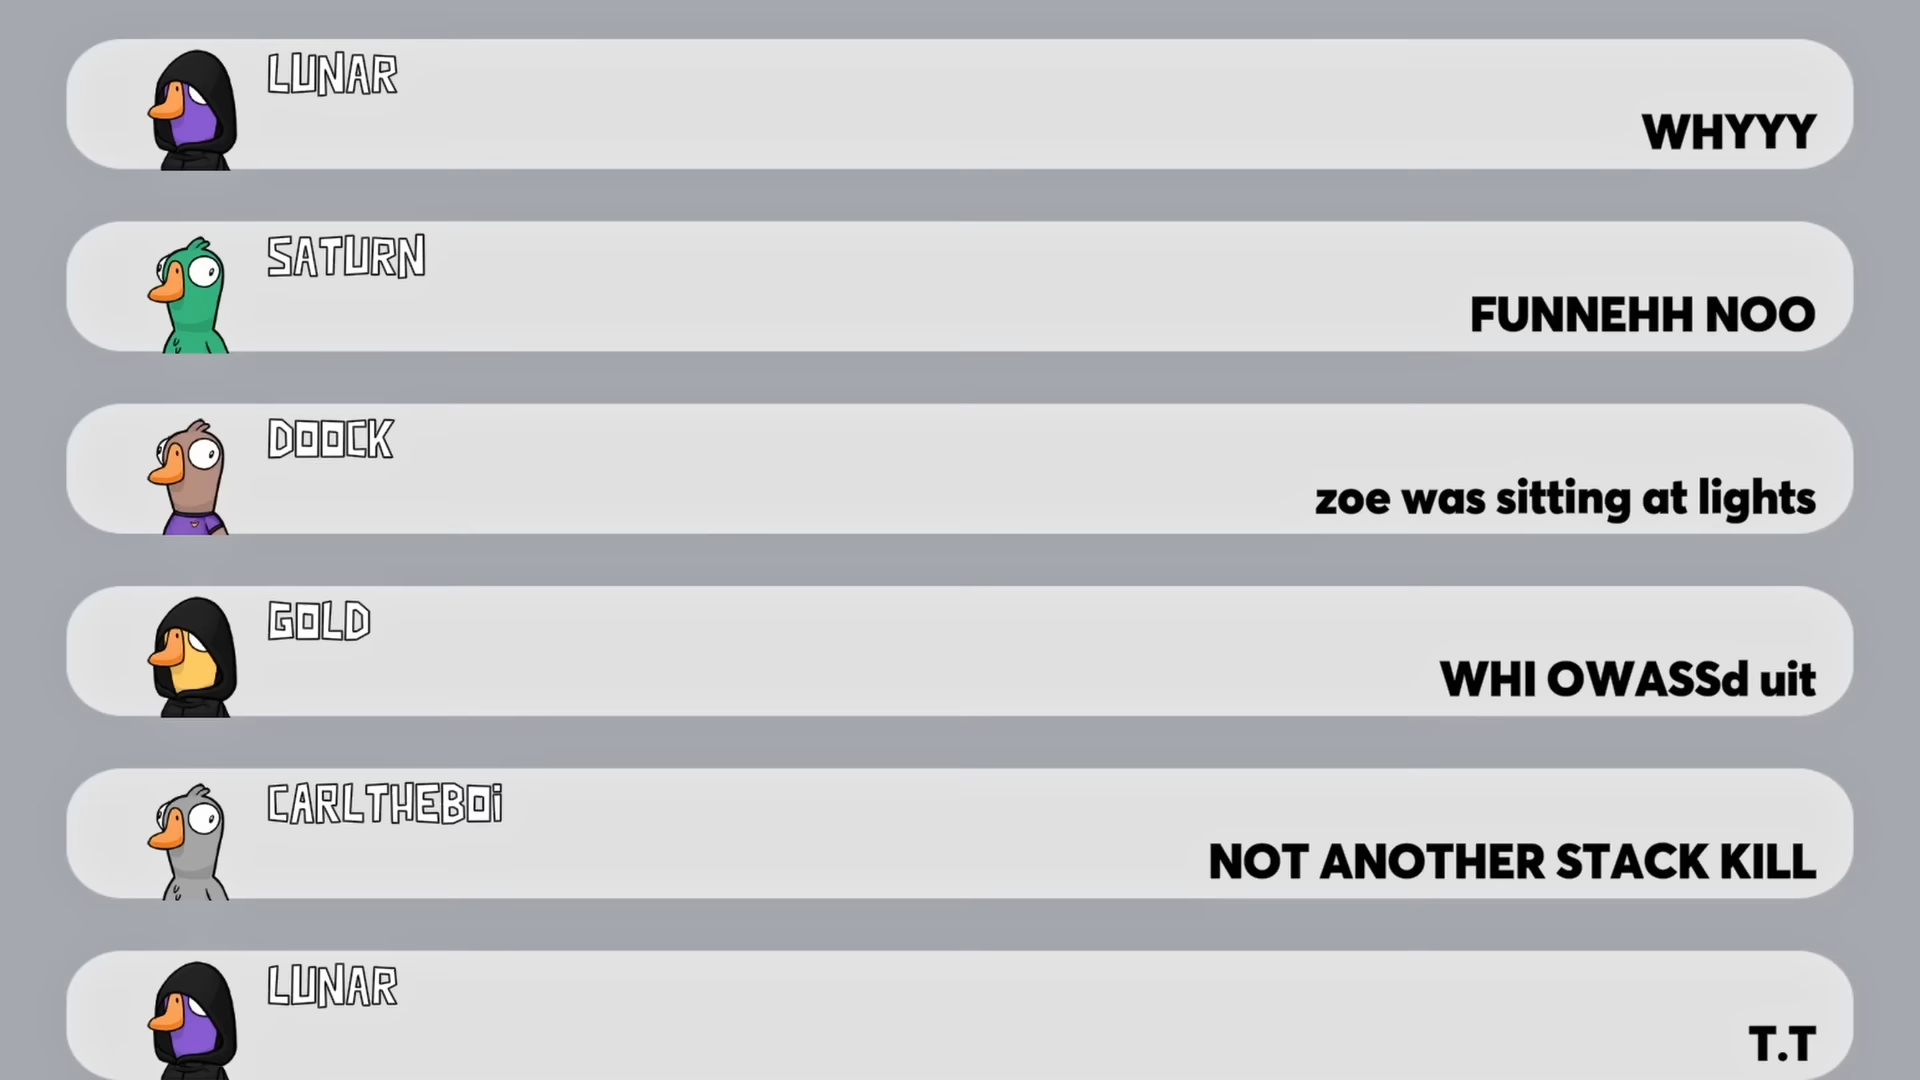 LUNAR
WHYYY
SATURN
FUNNEHH NOO
DOOCK
zoe was sitting at lights
GOLD
WHI OWASSd uit
CARLTHEBOi
NOT ANOTHER STACK KILL
LUNAR
T.T